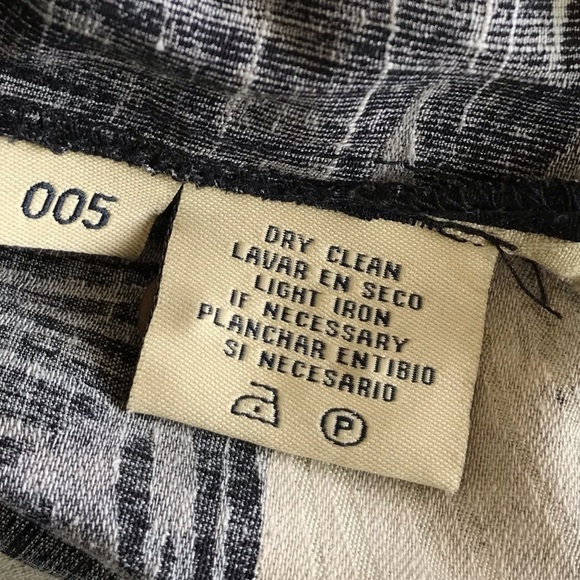 005
DRY CLEAN
LAVAR EN SECO
LIGHT IRON
IF NECESSARY
PLANCHAR ENTIBIO
SI NECESARIO
P